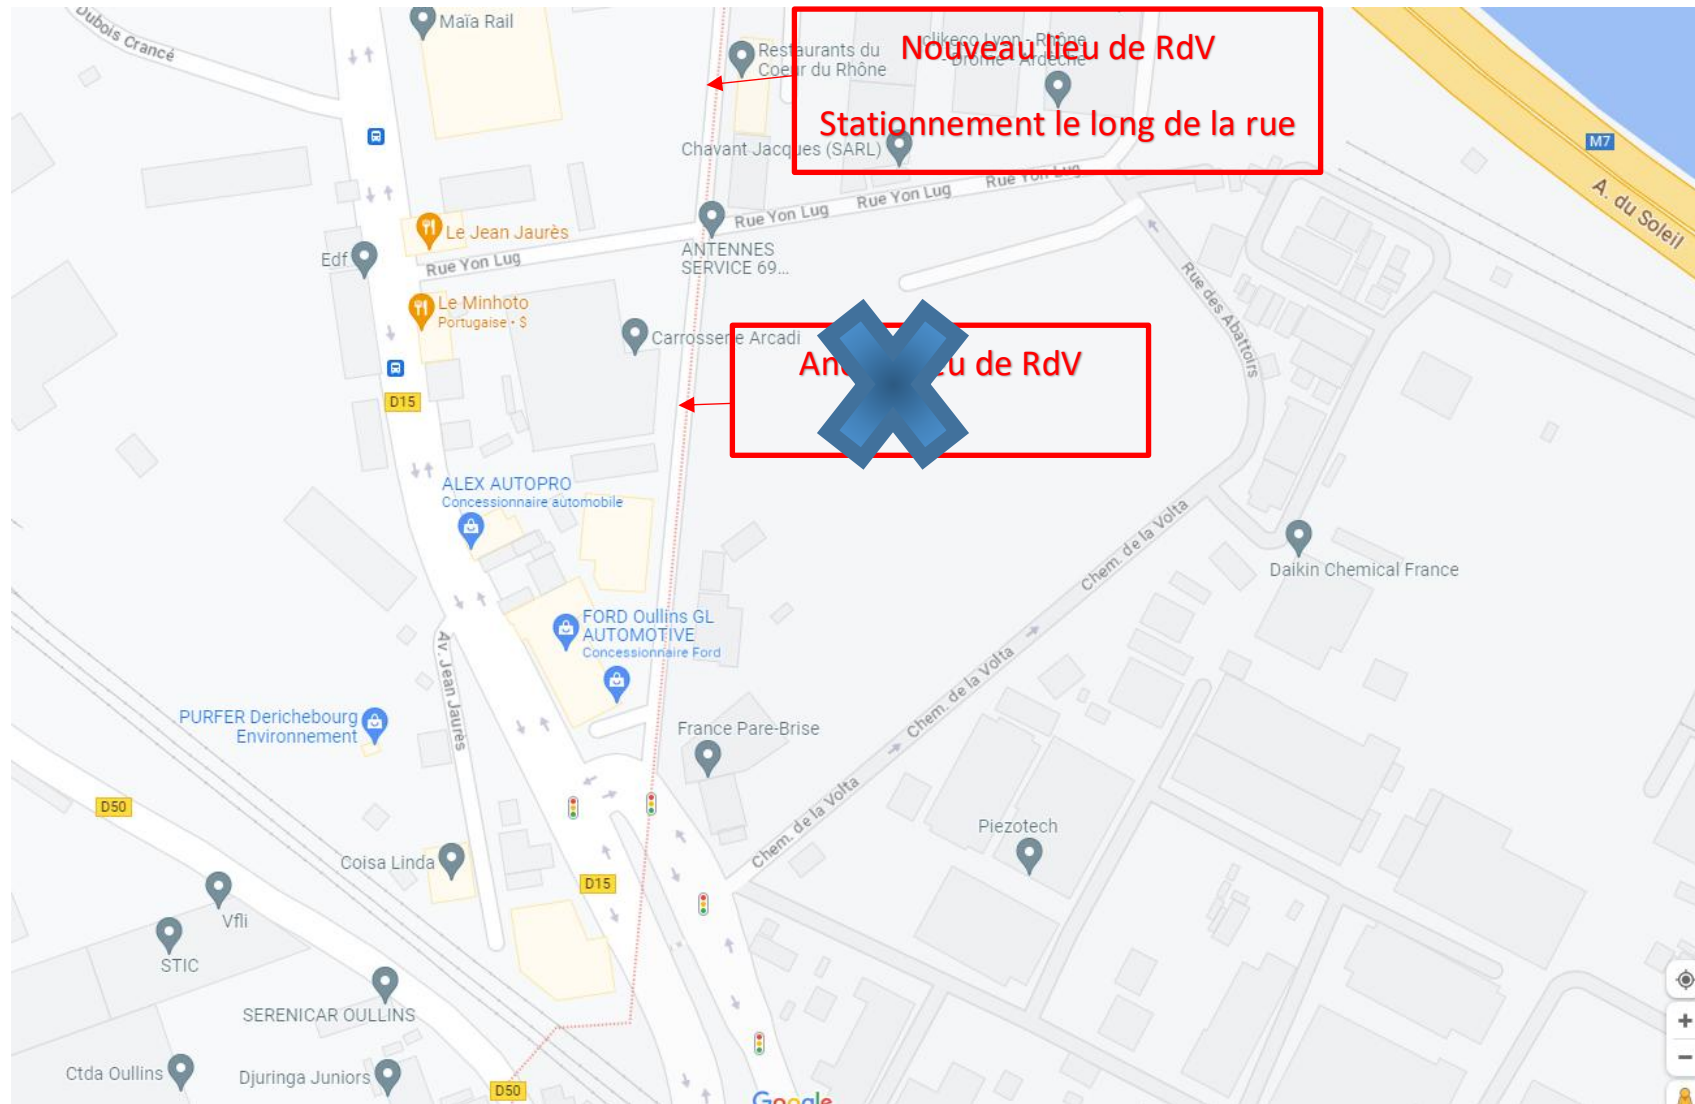 Dubois Crancé
Maïa Rail
Restaurants du
Coeur du Rhône
Nouveau lieu de RdV
Stationnement le long de la rue
Chavant Jacques (SARL)
M7
A. du Soleil
Rue Yon Lug
Rue Yon Lug
Rue Yon Lug
Rue Yon Lug
Le Jean Jaurès
Edf
ANTENNES
SERVICE 69...
Rue des Abattoirs
Le Minhoto
Portugaise • $
Carrosserie Arcadi
lieu de RdV
D15
ALEX AUTOPRO
Concessionnaire automobile
Chem. de la Volta
Daikin Chemical France
FORD Oullins GL
AUTOMOTIVE
Concessionnaire Ford
Av. Jean Jaurès
Chem. de la Volta
PURFER Derichebourg
Environnement
France Pare-Brise
Chem. de la Volta
D50
Piezotech
Coisa Linda
D15
Vfli
STIC
SERENICAR OULLINS
Ctda Oullins
Djuringa Juniors
D50
Google